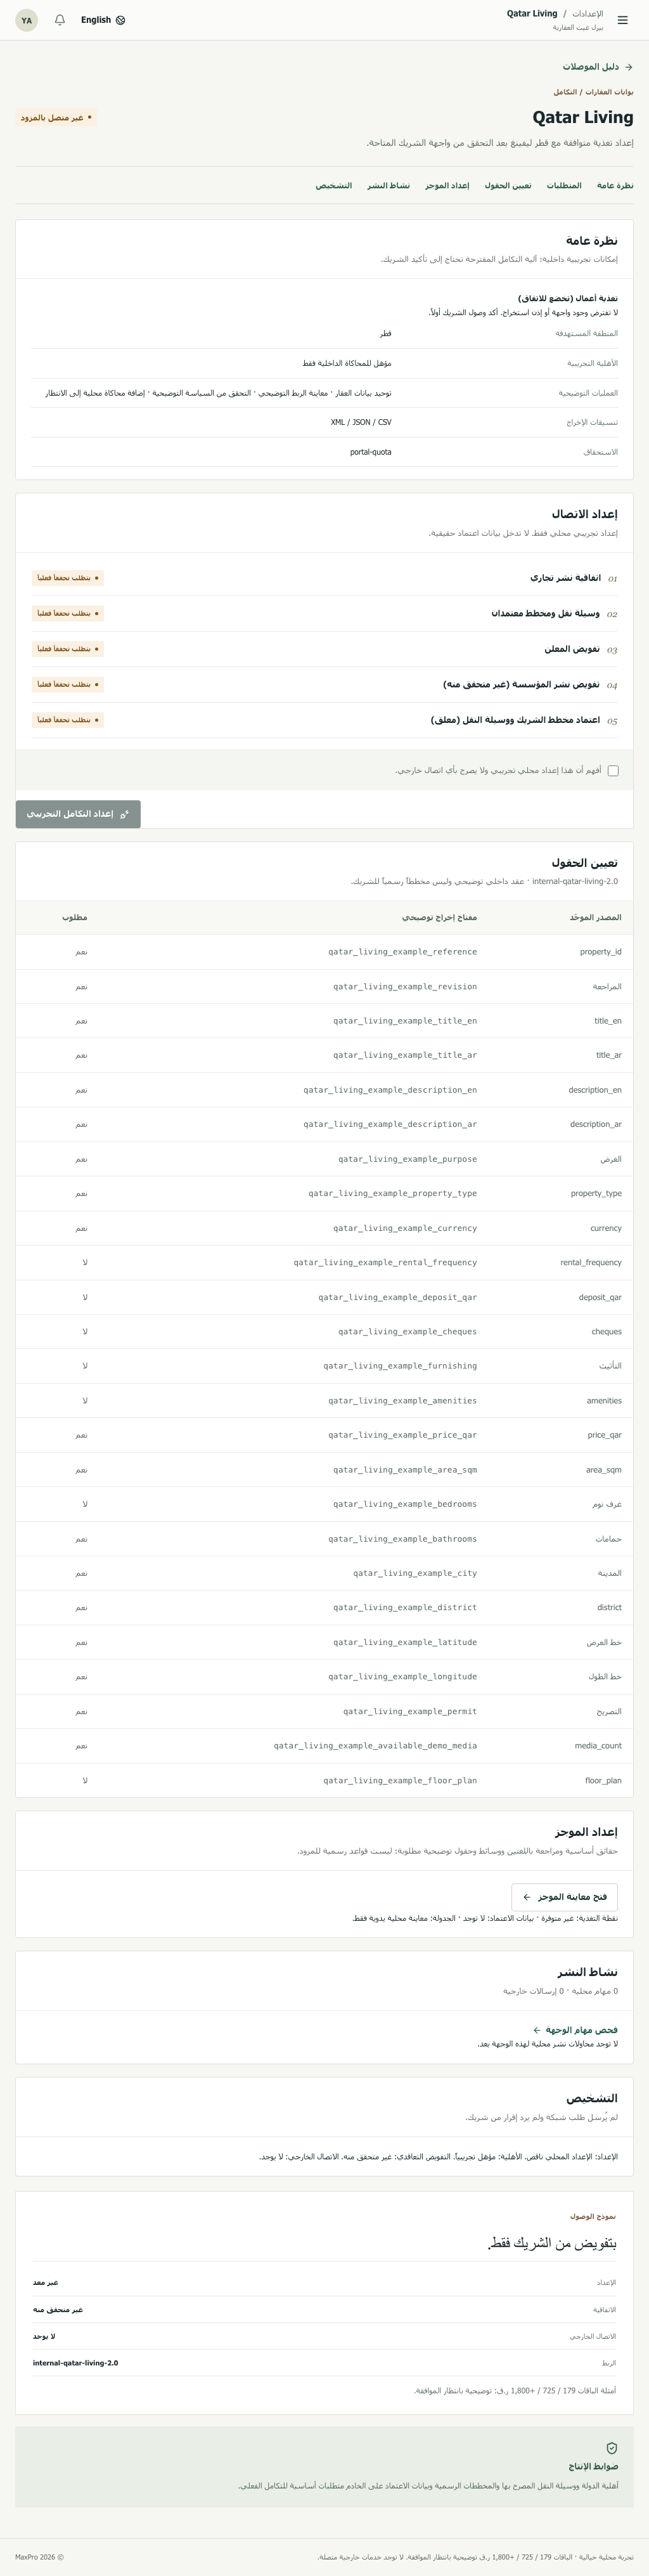 الإعدادات / Qatar Living
بيرل غيت العقارية
English
YA
دليل الموصلات
بوابات العقارات / التكامل
Qatar Living
غير متصل بالمزود
إعداد تغذية متوافقة مع قطر ليفينغ بعد التحقق من واجهة الشريك المتاحة.
نظرة عامة
المتطلبات
تعيين الحقول
إعداد الموجز
نشاط النشر
التشخيص
نظرة عامة
إمكانات تجريبية داخلية؛ آلية التكامل المقترحة تحتاج إلى تأكيد الشريك.
تغذية أعمال (تخضع للاتفاق)
لا تفترض وجود واجهة أو إذن استخراج. أكد وصول الشريك أولاً.
المنطقة المستهدفة قطر
الأهلية التجريبية مؤهل للمحاكاة الداخلية فقط
العمليات التوضيحية توحيد بيانات العقار · معاينة الربط التوضيحي · التحقق من السياسة التوضيحية · إضافة محاكاة محلية إلى الانتظار
تنسيقات الإخراج XML / JSON / CSV
الاستحقاق portal-quota
إعداد الاتصال
إعداد تجريبي محلي فقط. لا تدخل بيانات اعتماد حقيقية.
01 اتفاقية نشر تجاري يتطلب تحققاً فعلياً
02 وسيلة نقل ومخطط معتمدان يتطلب تحققاً فعلياً
03 تفويض المعلن يتطلب تحققاً فعلياً
04 تفويض نشر المؤسسة (غير متحقق منه) يتطلب تحققاً فعلياً
05 اعتماد مخطط الشريك ووسيلة النقل (معلق) يتطلب تحققاً فعلياً
أفهم أن هذا إعداد محلي تجريبي ولا يصرح بأي اتصال خارجي.
إعداد التكامل التجريبي
تعيين الحقول
internal-qatar-living-2.0 · عقد داخلي توضيحي وليس مخططاً رسمياً للشريك.
المصدر الموحّد مفتاح إخراج توضيحي مطلوب
property_id qatar_living_example_reference نعم
المراجعة qatar_living_example_revision نعم
title_en qatar_living_example_title_en نعم
title_ar qatar_living_example_title_ar نعم
description_en qatar_living_example_description_en نعم
description_ar qatar_living_example_description_ar نعم
الغرض qatar_living_example_purpose نعم
property_type qatar_living_example_property_type نعم
currency qatar_living_example_currency نعم
rental_frequency qatar_living_example_rental_frequency لا
deposit_qar qatar_living_example_deposit_qar لا
cheques qatar_living_example_cheques لا
التأثيث qatar_living_example_furnishing لا
amenities qatar_living_example_amenities لا
price_qar qatar_living_example_price_qar نعم
area_sqm qatar_living_example_area_sqm نعم
غرف نوم qatar_living_example_bedrooms لا
حمامات qatar_living_example_bathrooms نعم
المدينة qatar_living_example_city نعم
district qatar_living_example_district نعم
خط العرض qatar_living_example_latitude نعم
خط الطول qatar_living_example_longitude نعم
التصريح qatar_living_example_permit نعم
media_count qatar_living_example_available_demo_media نعم
floor_plan qatar_living_example_floor_plan لا
إعداد الموجز
حقائق أساسية ومراجعة باللغتين ووسائط وحقول توضيحية مطلوبة؛ ليست قواعد رسمية للمزود.
فتح معاينة الموجز
نقطة التغذية: غير متوفرة · بيانات الاعتماد: لا توجد · الجدولة: معاينة محلية يدوية فقط.
نشاط النشر
0 مهام محلية · 0 إرسالات خارجية
فحص مهام الوجهة
لا توجد محاولات نشر محلية لهذه الوجهة بعد.
التشخيص
لم يُرسل طلب شبكة ولم يرد إقرار من شريك.
الإعداد: الإعداد المحلي ناقص. الأهلية: مؤهل تجريبياً. التفويض التعاقدي: غير متحقق منه. الاتصال الخارجي: لا يوجد.
نموذج الوصول
بتفويض من الشريك فقط.
الإعداد غير معد
الاتفاقية غير متحقق منه
الاتصال الخارجي لا يوجد
الربط internal-qatar-living-2.0
أمثلة الباقات 179 / 725 / +1,800 ر.ق؛ توضيحية بانتظار الموافقة.
ضوابط الإنتاج
أهلية الدولة ووسيلة النقل المصرح بها والمخططات الرسمية وبيانات الاعتماد على الخادم متطلبات أساسية للتكامل الفعلي.
تجربة محلية خيالية · الباقات 179 / 725 / +1,800 ر.ق توضيحية بانتظار الموافقة. لا توجد خدمات خارجية متصلة.
© 2026 MaxPro